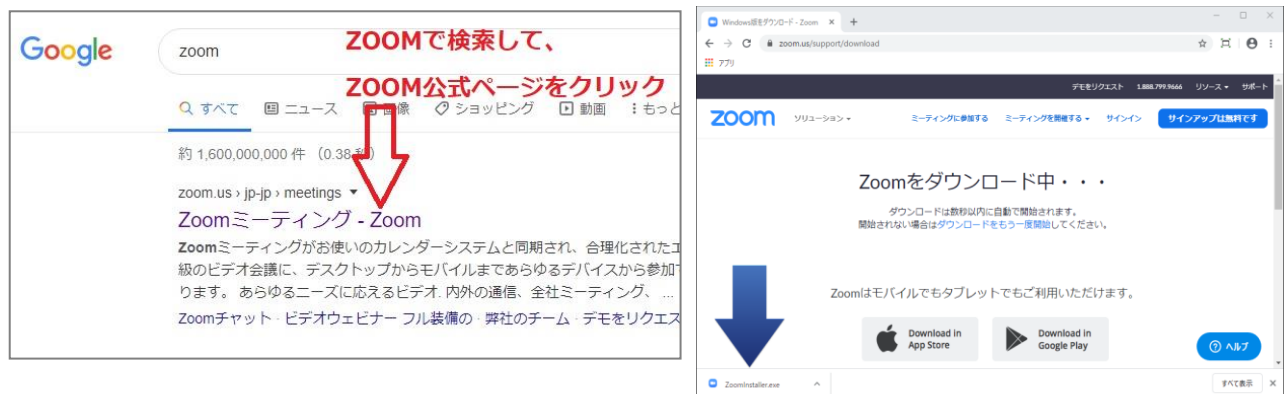 Google
zoom
ZOOMで検索して、
ZOOM公式ページをクリック
すべて ニュース 画像 ショッピング 動画 もっと
約 1,600,000,000 件 (0.38 秒)
zoom.us › jp-jp › meetings
Zoomミーティング - Zoom
Zoomミーティングがお使いのカレンダーシステムと同期され、合理化されたエ
級のビデオ会議に、デスクトップからモバイルまであらゆるデバイスから参加
ります。 あらゆるニーズに応えるビデオ. 内外の通信、全社ミーティング、 ...
Zoomチャット · ビデオウェビナー フル装備の · 弊社のチーム · デモをリクエス
Windows版をダウンロード - Zoom
zoom.us/support/download
アプリ
デモをリクエスト 1.888.799.9666 リソース サポート
zoom ソリューション ミーティングに参加する ミーティングを開催する サインイン サインアップは無料です
Zoomをダウンロード中・・・
ダウンロードは数秒以内に自動で開始されます。
開始されない場合はダウンロードをもう一度開始してください。
Zoomはモバイルでもタブレットでもご利用いただけます。
Download in
App Store
Download in
Google Play
ヘルプ
ZoomInstaller.exe
すべて表示